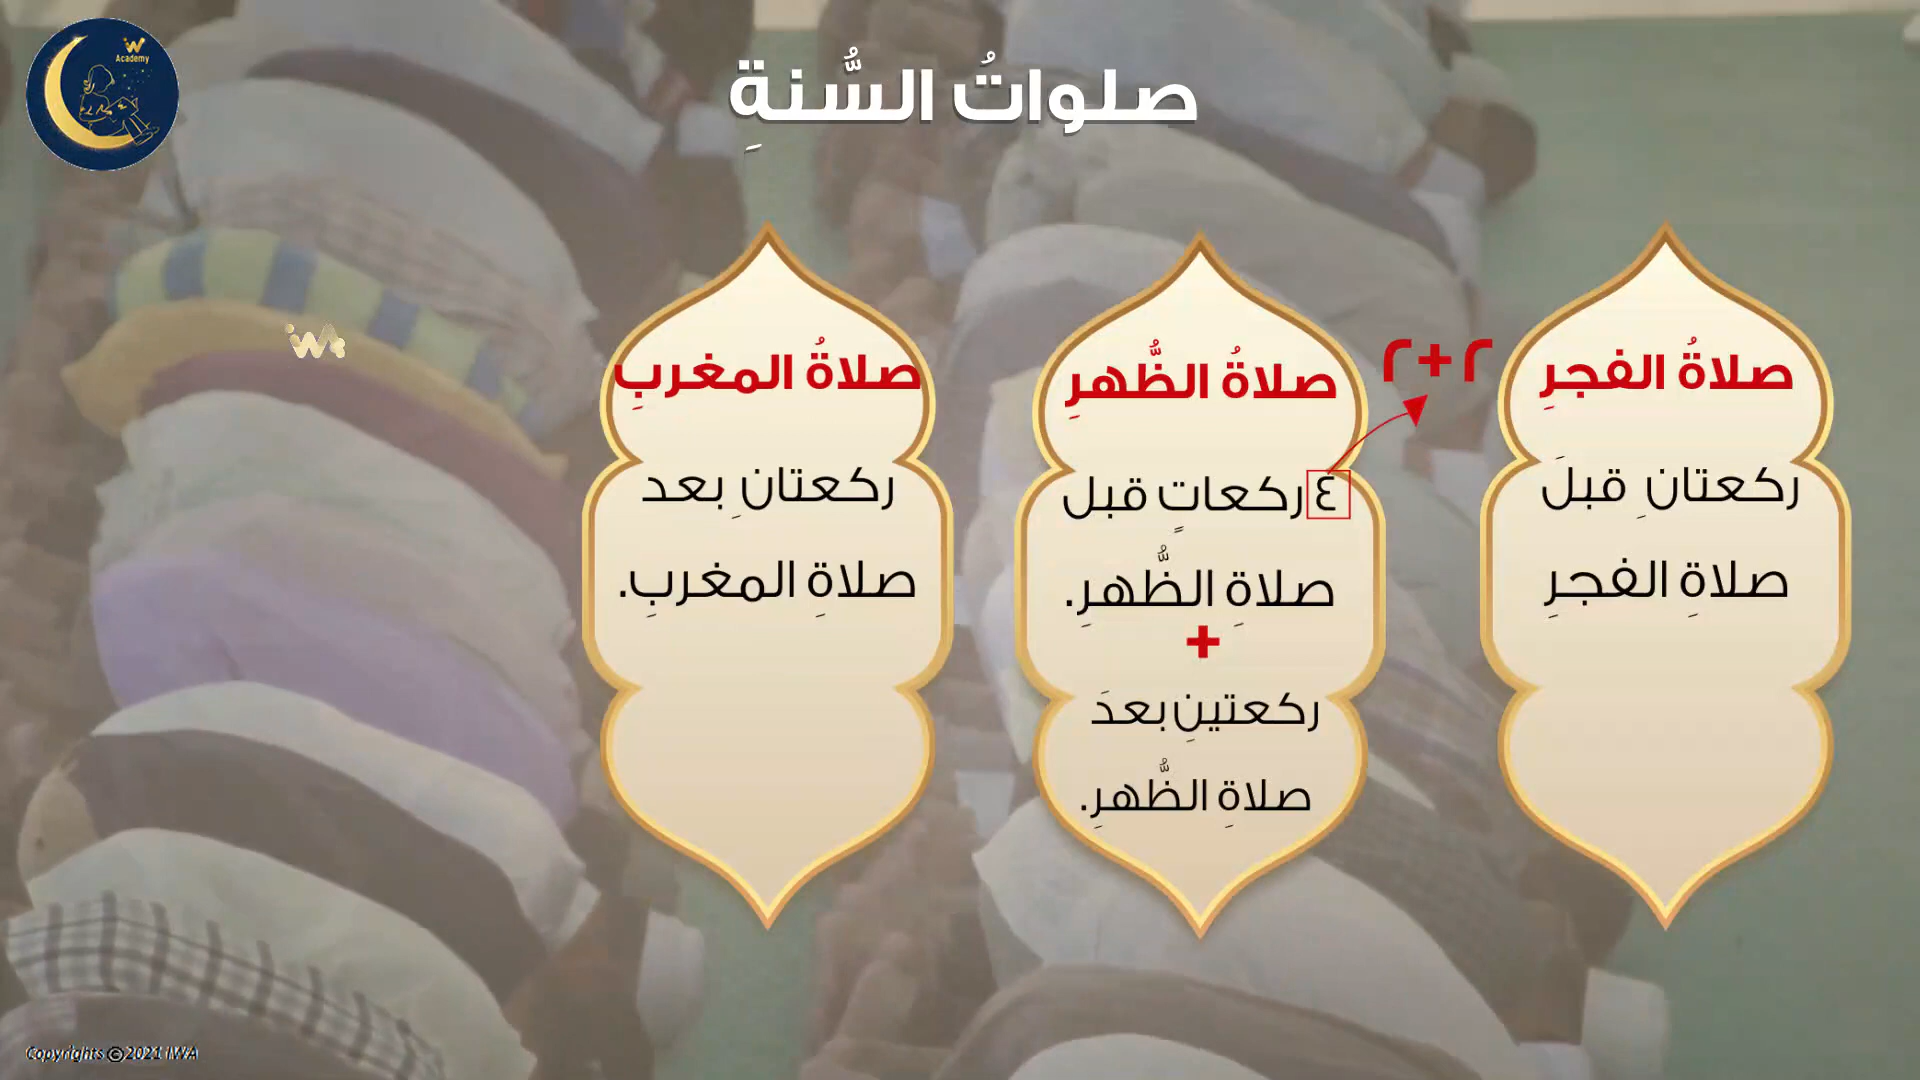 صلواتُ السُّنةِ
صلاةُ الفجرِ
ركعتانِ قبلَ
صلاةِ الفجرِ
٢+٢
صلاةُ الظُّهرِ
٤ ركعاتٍ قبل
صلاةِ الظُّهرِ.
+
ركعتينِ بعدَ
صلاةِ الظُّهرِ.
صلاةُ المغربِ
ركعتانِ بعد
صلاةِ المغربِ.
iWA
Academy
Copyrights ©2021 IWA